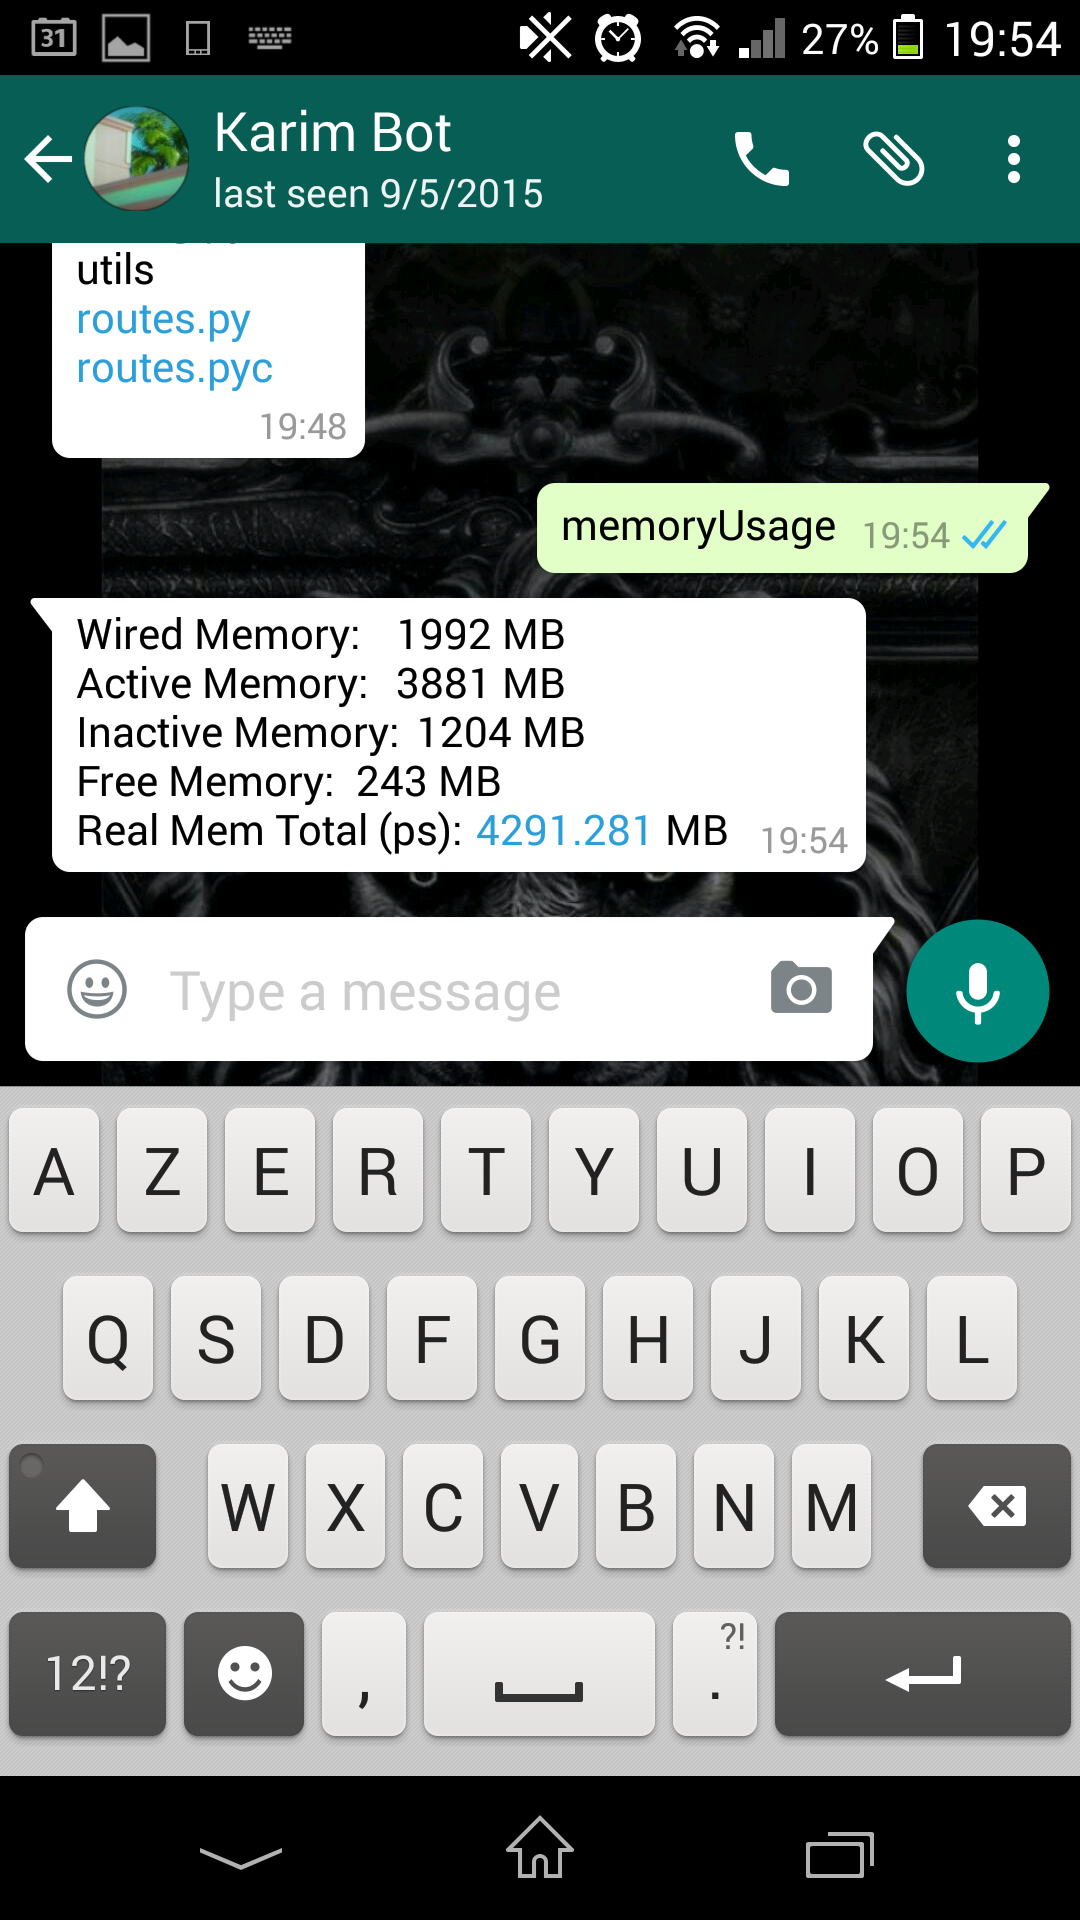 31
27% 19:54
Karim Bot
last seen 9/5/2015
utils
routes.py
routes.pyc
19:48
memoryUsage 19:54
Wired Memory: 1992 MB
Active Memory: 3881 MB
Inactive Memory: 1204 MB
Free Memory: 243 MB
Real Mem Total (ps): 4291.281 MB 19:54
Type a message
A Z E R T Y U I O P
Q S D F G H J K L
W X C V B N M
12!? , . ?!